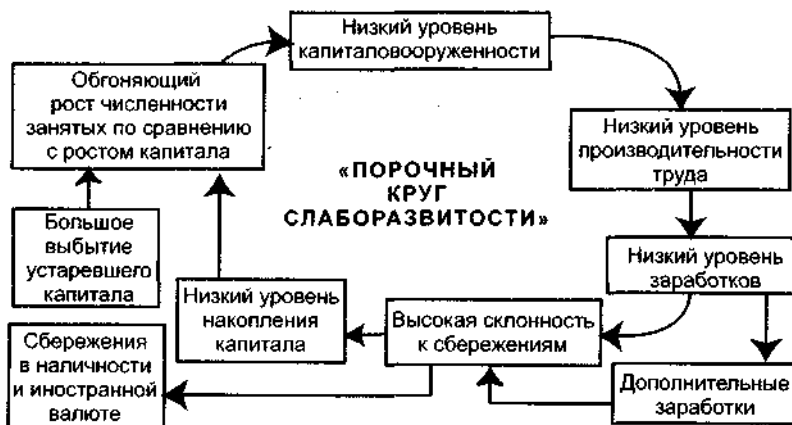 Низкий уровень
капиталовооруженности
Обгоняющий
рост численности
занятых по сравнению
с ростом капитала
Низкий уровень
производительности
труда
«ПОРОЧНЫЙ
КРУГ
СЛАБОРАЗВИТОСТИ»
Большое
выбытие
устаревшего
капитала
Низкий уровень
заработков
Низкий уровень
накопления
капитала
Высокая склонность
к сбережениям
Сбережения
в наличности
и иностранной
валюте
Дополнительные
заработки